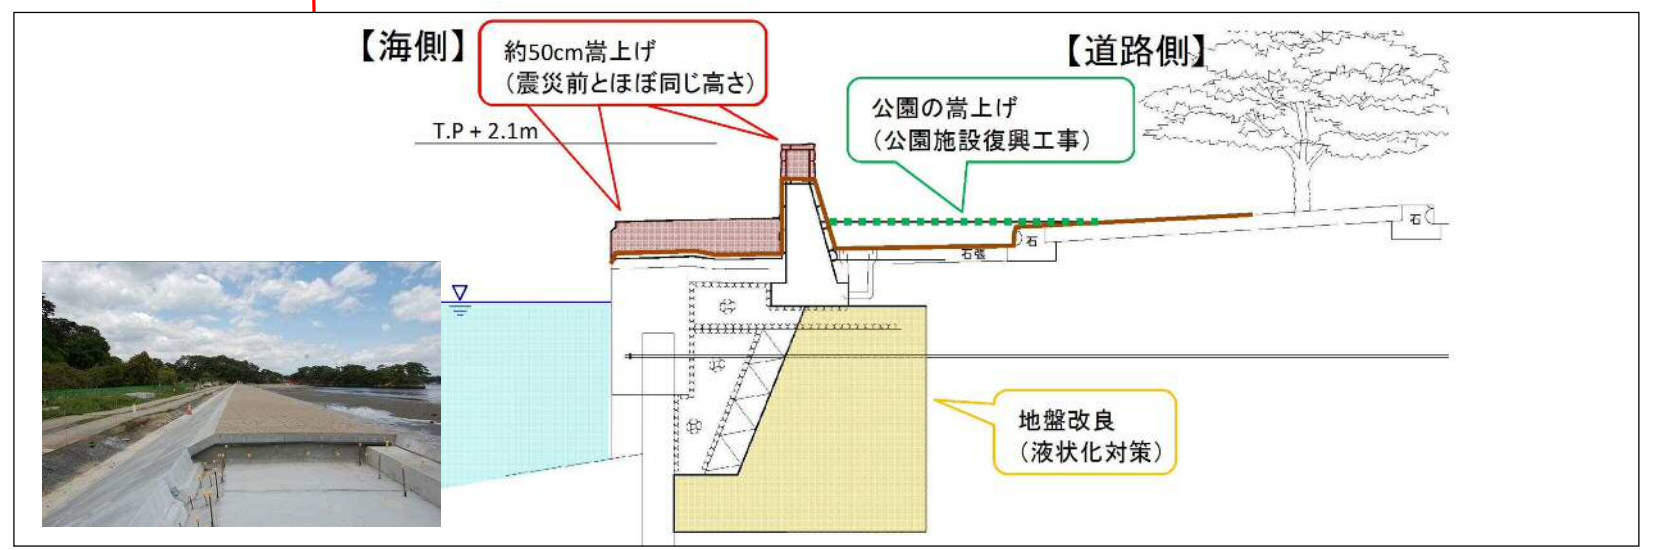 【海側】
約50cm嵩上げ
（震災前とほぼ同じ高さ）
【道路側】
公園の嵩上げ
（公園施設復興工事）
T.P + 2.1m
石
石
石張
地盤改良
（液状化対策）